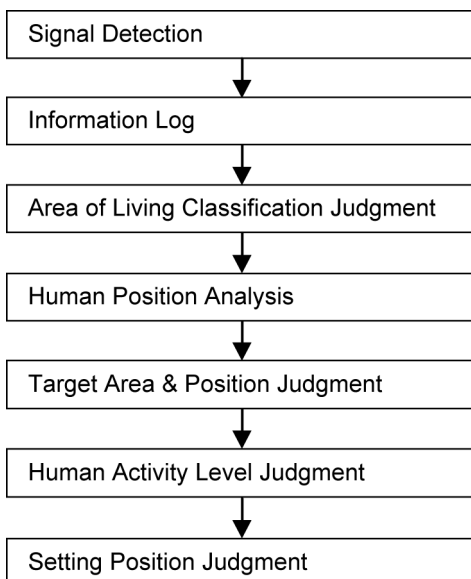 Signal Detection
Information Log
Area of Living Classification Judgment
Human Position Analysis
Target Area & Position Judgment
Human Activity Level Judgment
Setting Position Judgment